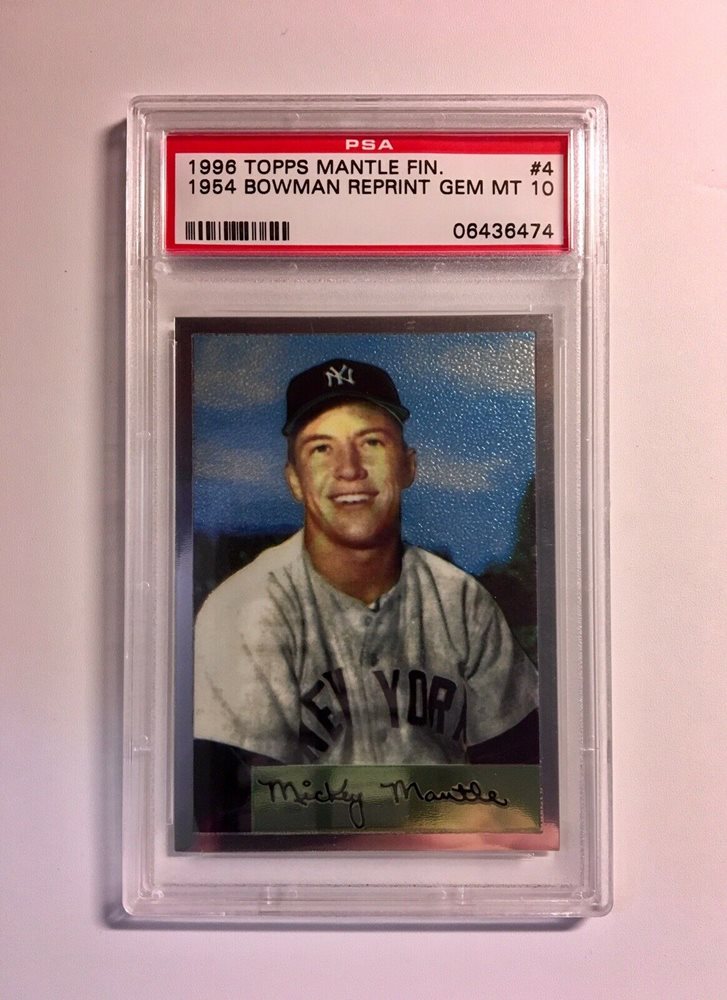 PSA
1996 TOPPS MANTLE FIN. #4
1954 BOWMAN REPRINT GEM MT 10
06436474
NY
NEW YORK
Mickey Mantle